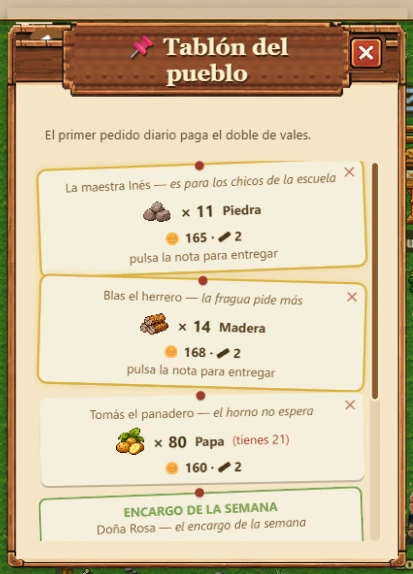 Tablón del
pueblo
El primer pedido diario paga el doble de vales.
La maestra Inés — es para los chicos de la escuela
× 11 Piedra
165 · 2
pulsa la nota para entregar
Blas el herrero — la fragua pide más
× 14 Madera
168 · 2
pulsa la nota para entregar
Tomás el panadero — el horno no espera
× 80 Papa (tienes 21)
160 · 2
ENCARGO DE LA SEMANA
Doña Rosa — el encargo de la semana